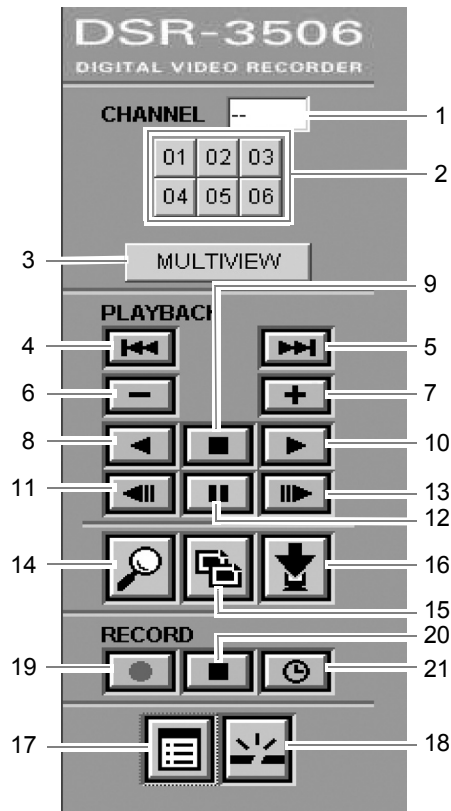 DSR-3506
DIGITAL VIDEO RECORDER
CHANNEL -- 1
01 02 03
2
04 05 06
3 MULTIVIEW
9
PLAYBACK
4 5
6 7
8 10
11 13
12
14 16
15
RECORD 20
19 21
17 18